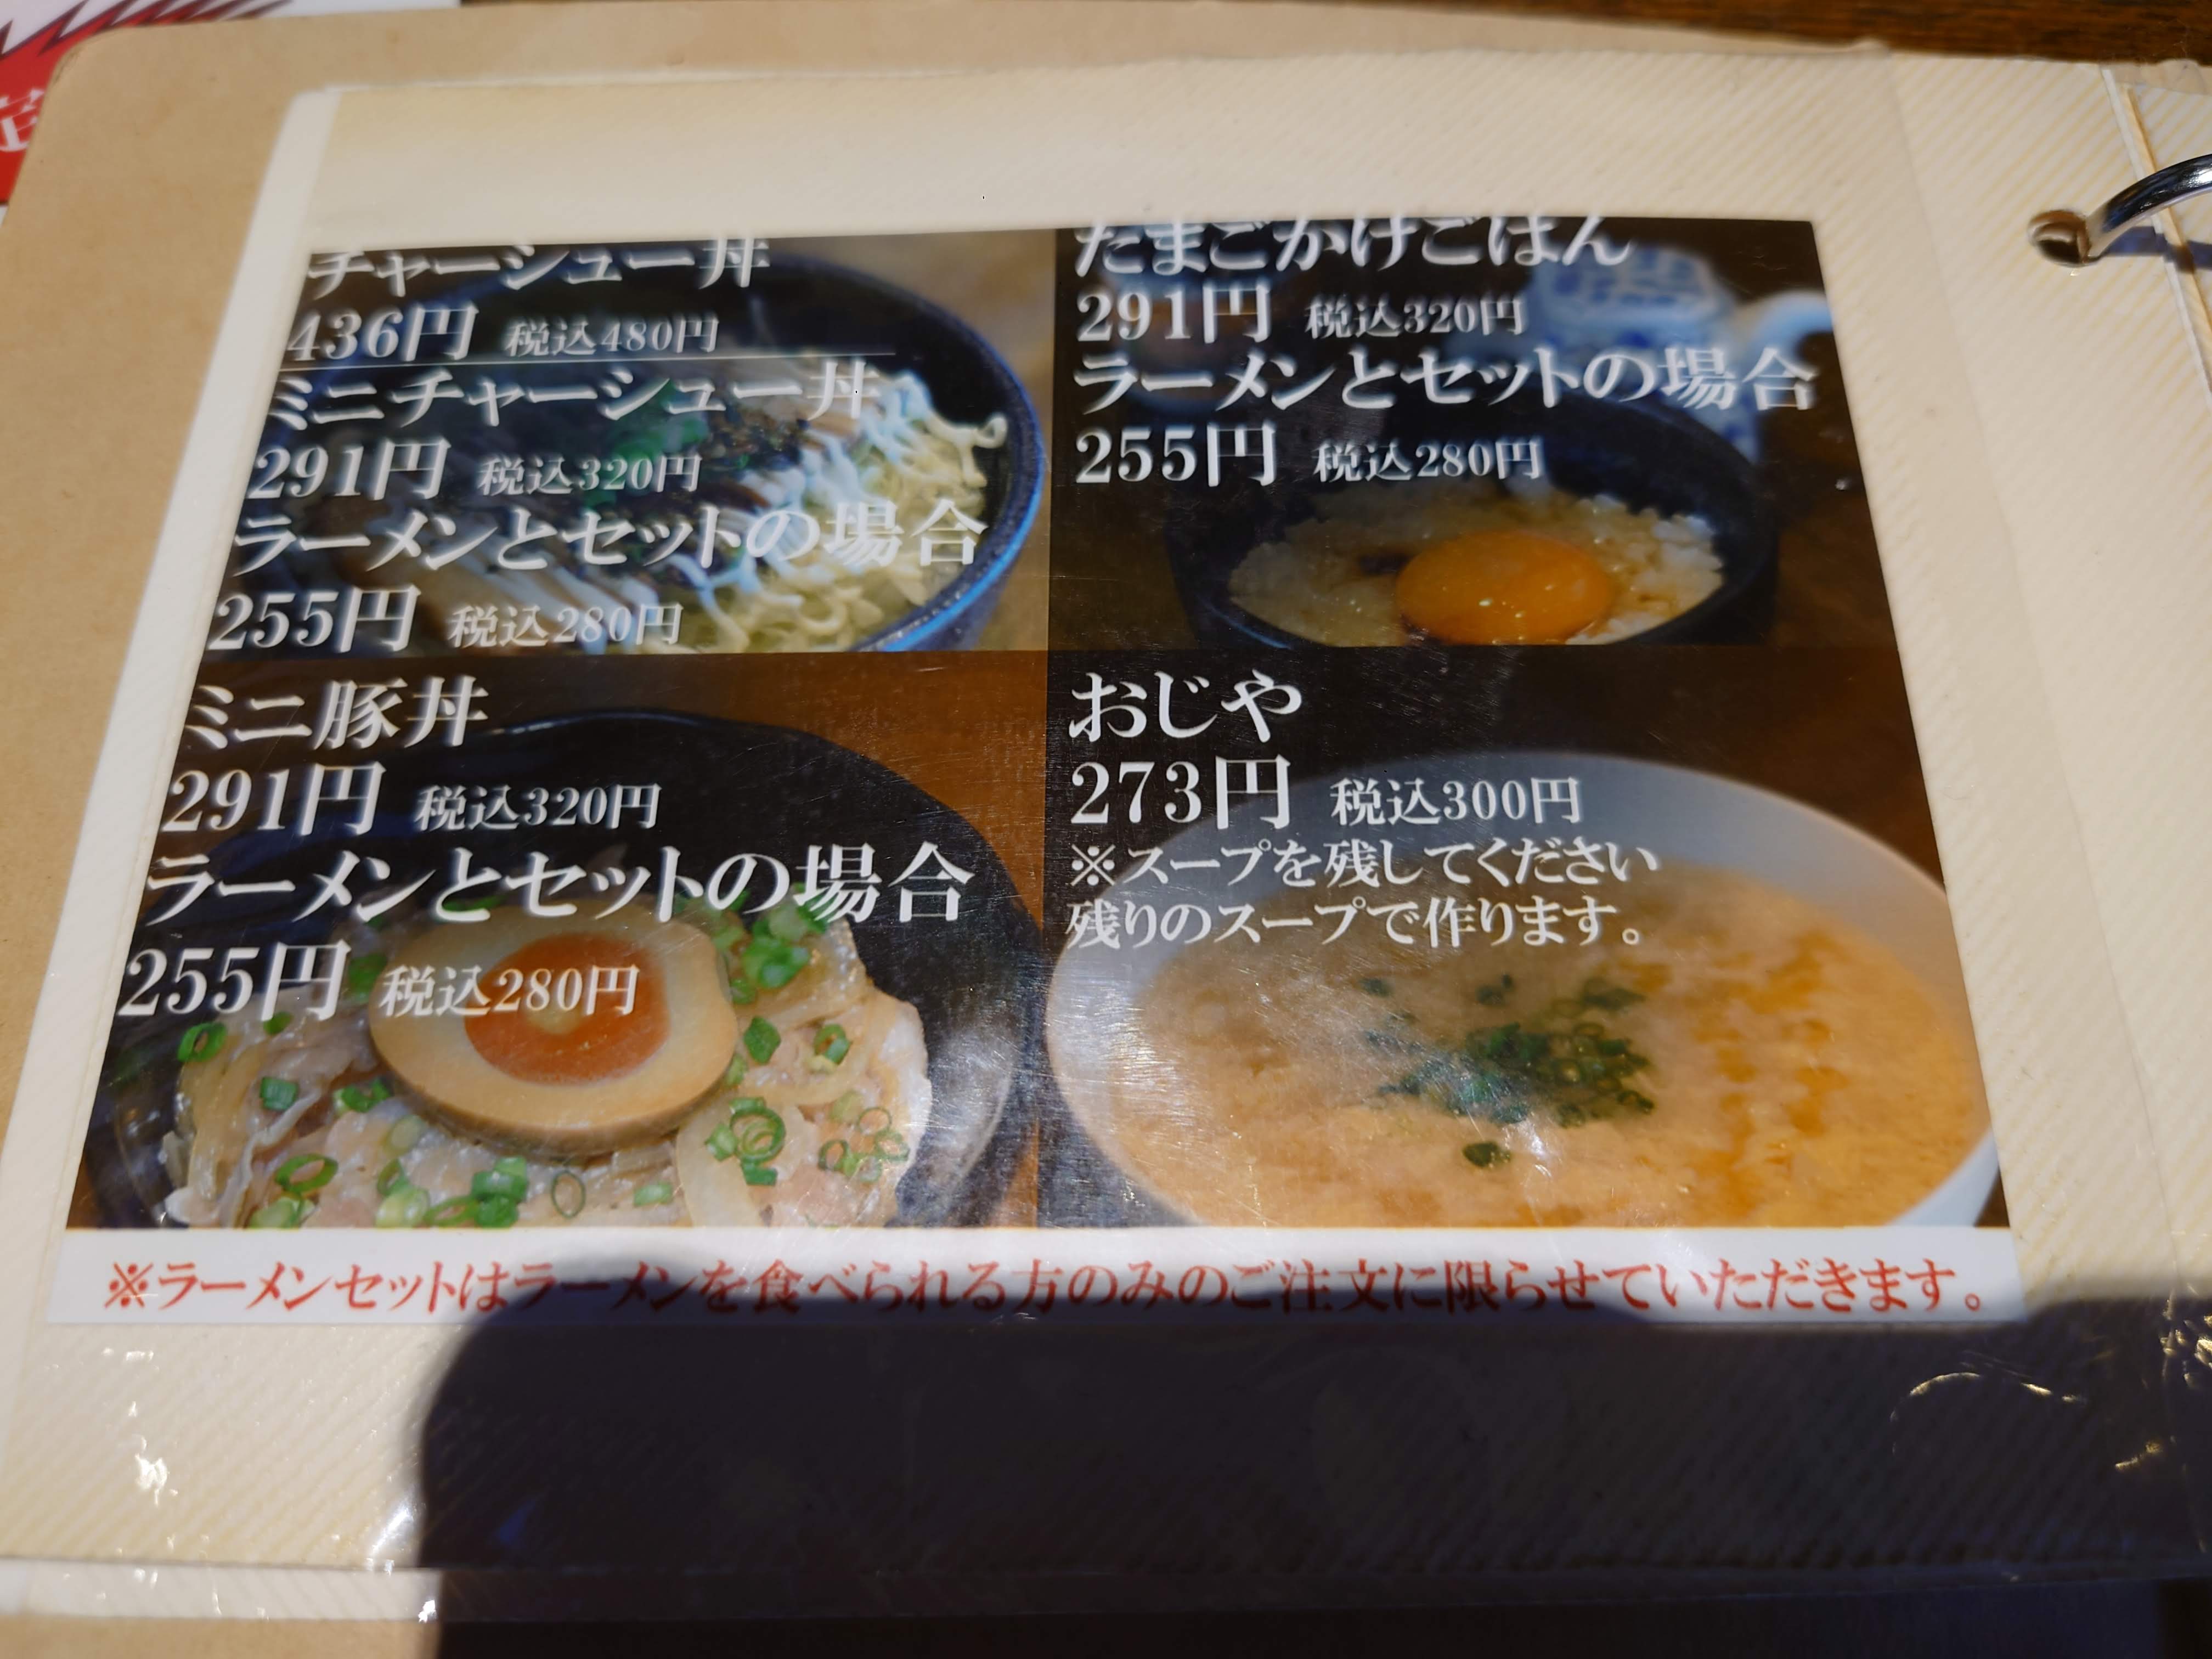 チャーシュー丼
436円 税込480円
ミニチャーシュー丼
291円 税込320円
ラーメンとセットの場合
255円 税込280円
たまごかけごはん
291円 税込320円
ラーメンとセットの場合
255円 税込280円
ミニ豚丼
291円 税込320円
ラーメンとセットの場合
255円 税込280円
おじや
273円 税込300円
※スープを残してください
残りのスープで作ります。
※ラーメンセットはラーメンを食べられる方のみのご注文に限らせていただきます。